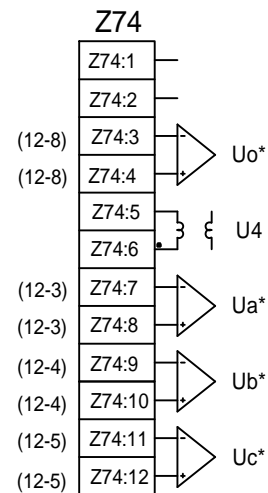 Z74
Z74:1
Z74:2
(12-8) Z74:3 -
Uo*
(12-8) Z74:4 +
Z74:5
U4
Z74:6
(12-3) Z74:7 -
Ua*
(12-3) Z74:8 +
(12-4) Z74:9 -
Ub*
(12-4) Z74:10 +
(12-5) Z74:11 -
Uc*
(12-5) Z74:12 +